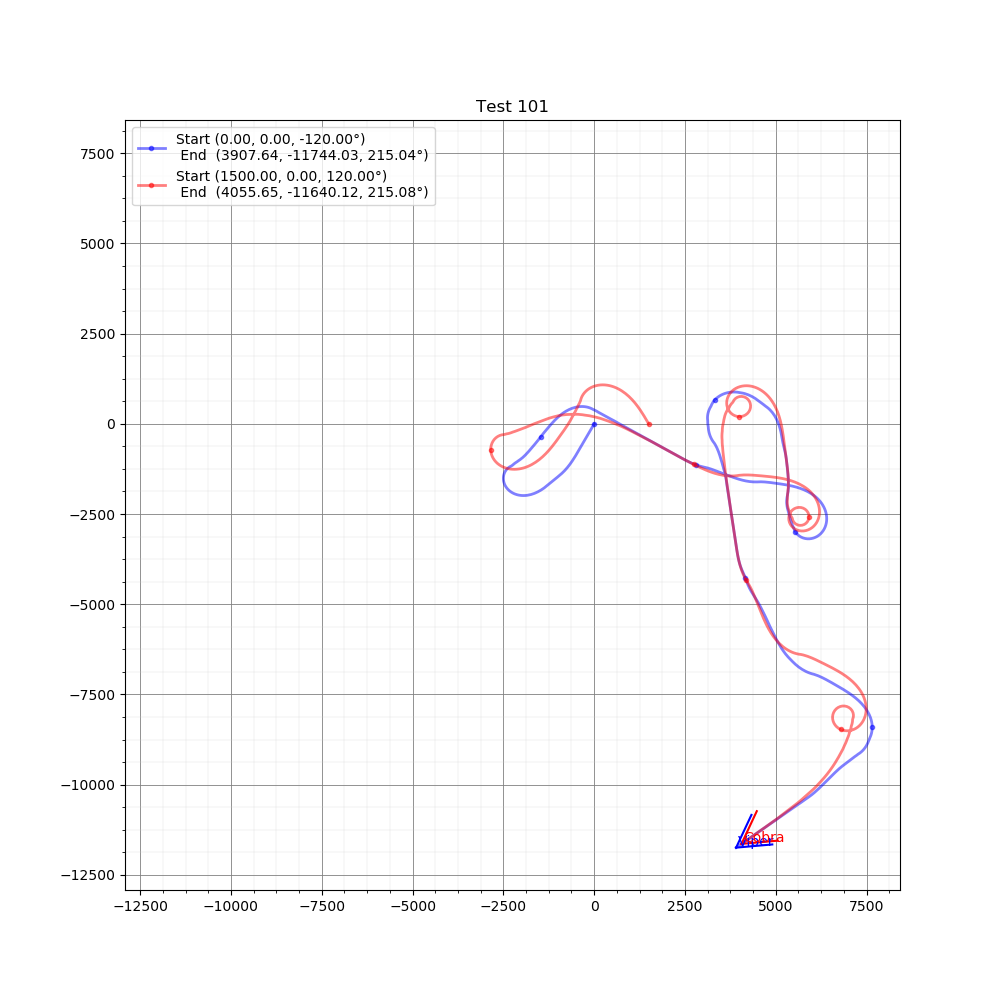 Test 101
Start (0.00, 0.00, -120.00°)
End (3907.64, -11744.03, 215.04°)
Start (1500.00, 0.00, 120.00°)
End (4055.65, -11640.12, 215.08°)
7500
5000
2500
0
−2500
−5000
−7500
−10000
−12500
−12500 −10000 −7500 −5000 −2500 0 2500 5000 7500